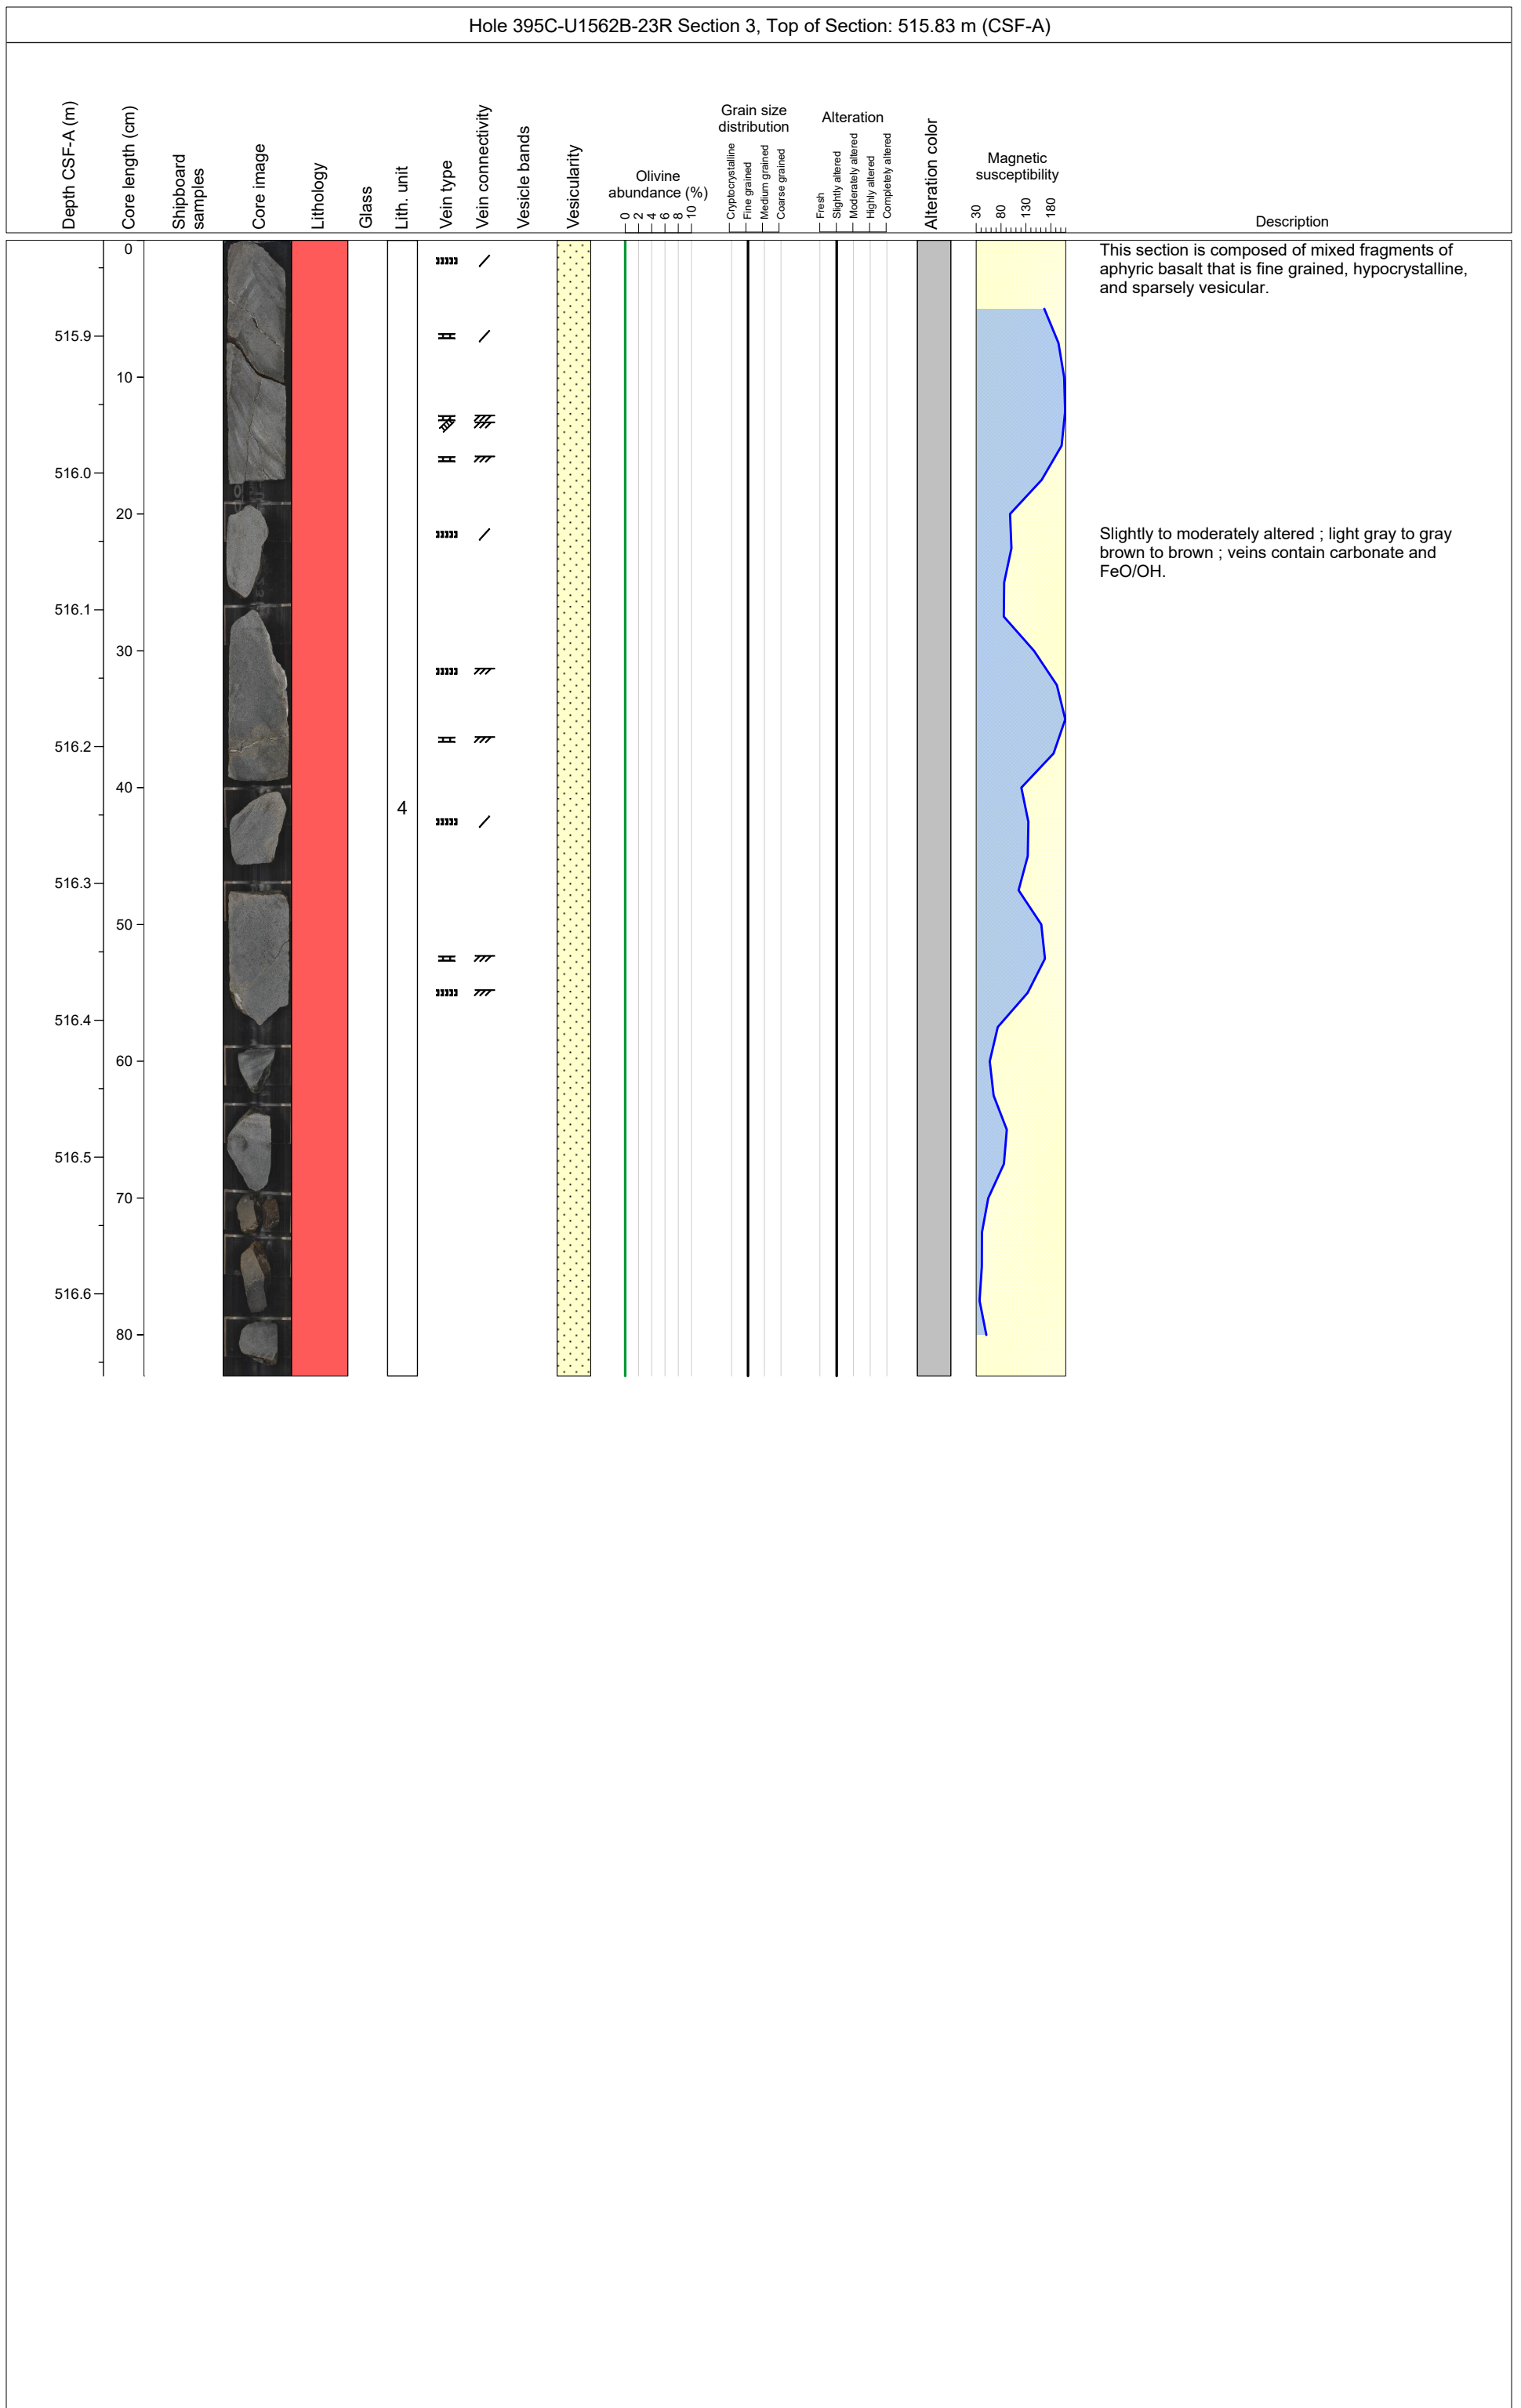 Hole 395C-U1562B-23R Section 3, Top of Section: 515.83 m (CSF-A)
Depth CSF-A (m)
Core length (cm)
Shipboard
samples
Core image
Lithology
Glass
Lith. unit
Vein type
Vein connectivity
Vesicle bands
Vesicularity
Olivine
abundance (%)
0 2 4 6 8 10
Grain size
distribution
Cryptocrystalline
Fine grained
Medium grained
Coarse grained
Alteration
Fresh
Slightly altered
Moderately altered
Highly altered
Completely altered
Alteration color
Magnetic
susceptibility
30 80 130 180
Description
0
This section is composed of mixed fragments of
aphyric basalt that is fine grained, hypocrystalline,
and sparsely vesicular.
515.9
10
516.0
20
Slightly to moderately altered ; light gray to gray
brown to brown ; veins contain carbonate and
FeO/OH.
516.1
30
516.2
40
4
516.3
50
516.4
60
516.5
70
516.6
80